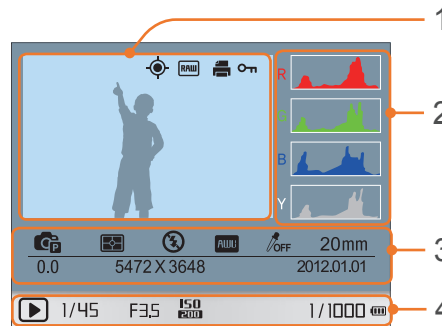 1
RAW
R
G
2
B
Y
P AWB OFF 20mm
3
0.0 5472 X 3648 2012.01.01
1/45 F3.5 ISO 200 1/1000
4